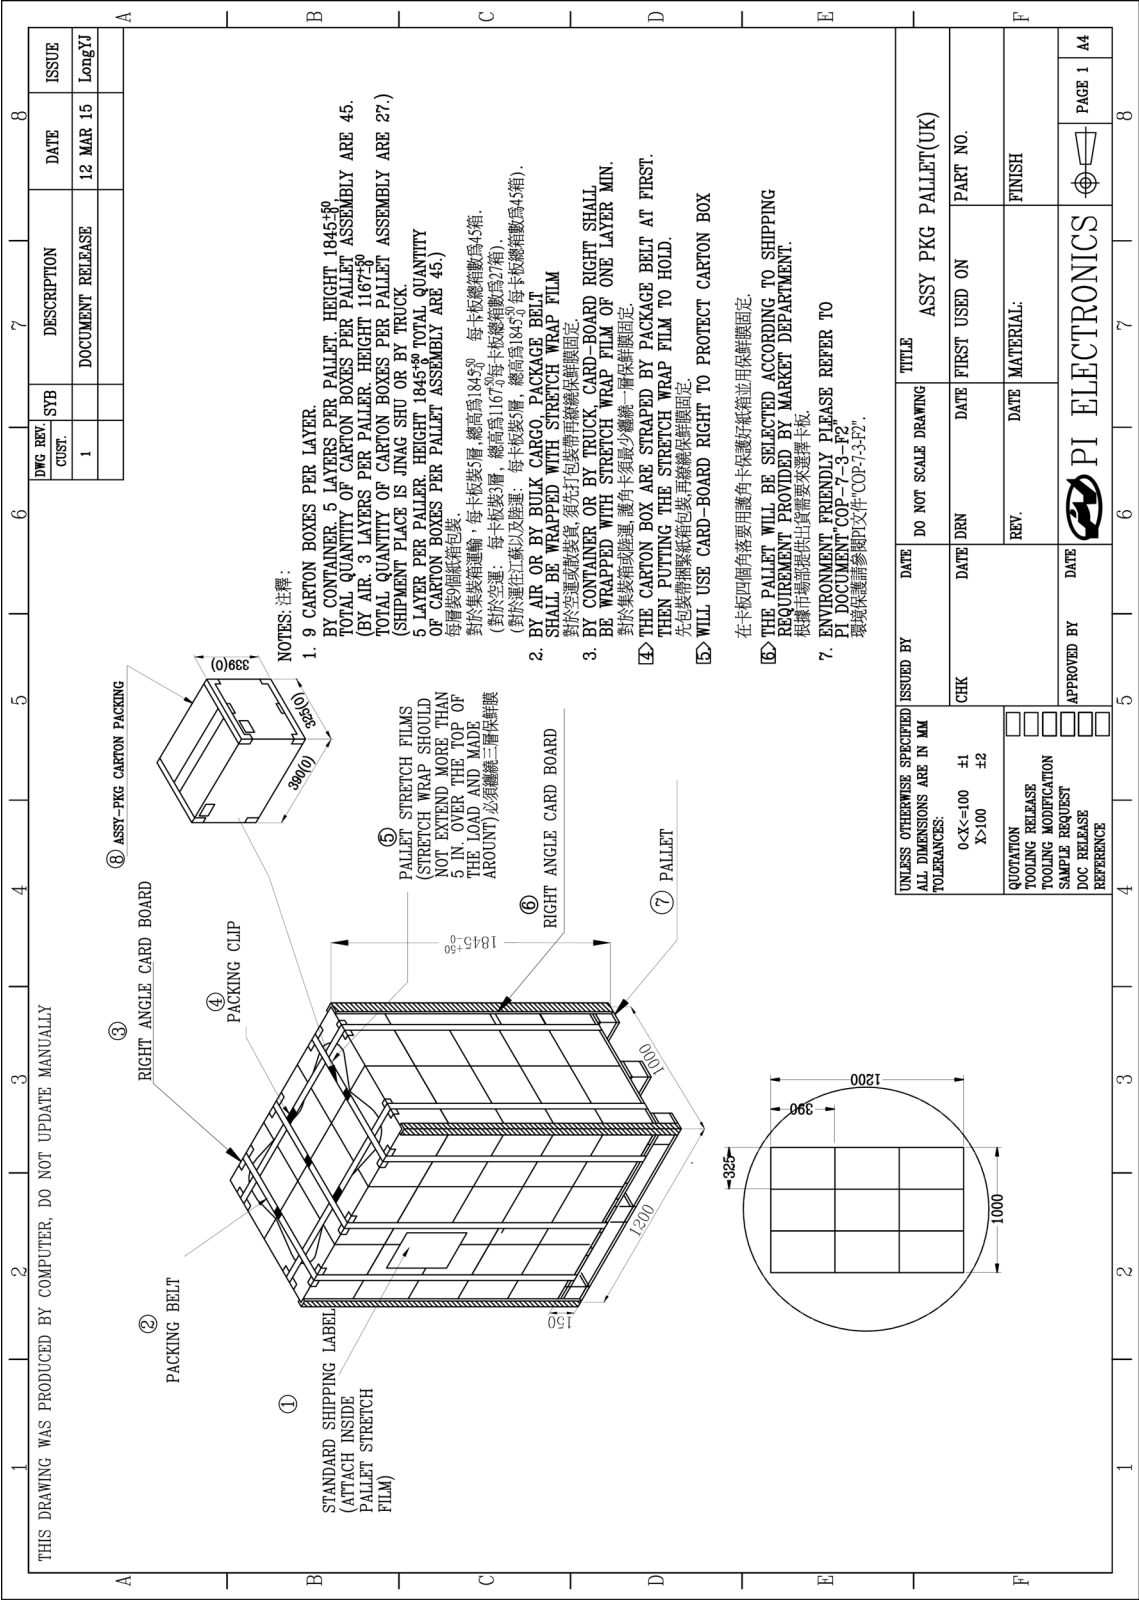 THIS DRAWING WAS PRODUCED BY COMPUTER, DO NOT UPDATE MANUALLY
1 2 3 4 5 6 7 8
A
B
C
D
E
F
DWG REV. SYB DESCRIPTION DATE ISSUE
CUST.
1 DOCUMENT RELEASE 12 MAR 15 LongYJ
① STANDARD SHIPPING LABEL
(ATTACH INSIDE
PALLET STRETCH
FILM)
② PACKING BELT
③ RIGHT ANGLE CARD BOARD
④ PACKING CLIP
⑧ ASSY-PKG CARTON PACKING
339(0)
325(0)
390(0)
⑤ PALLET STRETCH FILMS
(STRETCH WRAP SHOULD
NOT EXTEND MORE THAN
5 IN. OVER THE TOP OF
THE LOAD AND MADE
AROUNT)必須纏繞三層保鮮膜
⑥ RIGHT ANGLE CARD BOARD
⑦ PALLET
1845+50-0
1000
1200
150
325
390
1200
1000
NOTES: 注釋:
1. 9 CARTON BOXES PER LAYER.
BY CONTAINER. 5 LAYERS PER PALLET. HEIGHT 1845+50-0,
TOTAL QUANTITY OF CARTON BOXES PER PALLET ASSEMBLY ARE 45.
(BY AIR. 3 LAYERS PER PALLER. HEIGHT 1167+50-0
TOTAL QUANTITY OF CARTON BOXES PER PALLET ASSEMBLY ARE 27.)
(SHIPMENT PLACE IS JINAG SHU OR BY TRUCK.
5 LAYER PER PALER. HEIGHT 1845+50-0 TOTAL QUANTITY
OF CARTON BOXES PER PALLET ASSEMBLY ARE 45.)
每層裝9個紙箱包裝.
對於集裝箱運輸，每卡板裝5層,總高爲1845+50-0 每卡板總箱數爲45箱.
(對於空運: 每卡板裝3層, 總高爲1167+50-0每卡板總箱數爲27箱).
(對於運往江蘇以及陸運: 每卡板裝5層, 總高爲1845+50-0 每卡板總箱數爲45箱).
2. BY AIR OR BY BULK CARGO, PACKAGE BELT
SHALL BE WRAPPED WITH STRETCH WRAP FILM
對於空運或散裝貨,須先打包裝帶再繚繞保鮮膜固定.
3. BY CONTAINER OR BY TRUCK, CARD-BOARD RIGHT SHALL
BE WRAPPED WITH STRETCH WRAP FILM OF ONE LAYER MIN.
對於集裝箱或陸運,護角卡須最少纏繞一層保鮮膜固定.
4 THE CARTON BOX ARE STRAPED BY PACKAGE BELT AT FIRST.
THEN PUTTING THE STRETCH WRAP FILM TO HOLD.
先包裝帶捆緊紙箱包裝,再繚繞保鮮膜固定.
5 WILL USE CARD-BOARD RIGHT TO PROTECT CARTON BOX
在卡板四個角落要用護角卡保護好紙箱並用保鮮膜固定.
6 THE PALLET WILL BE SELECTED ACCORDING TO SHIPPING
REQUIREMENT PROVIDED BY MARKET DEPARTMENT.
根據市場部提供出貨需要來選擇卡板.
7. ENVIRONMENT FRIENDLY PLEASE REFER TO
PI DOCUMENT"COP-7-3-F2"
環境保護請參閱PI文件"COP-7-3-F2".
UNLESS OTHERWISE SPECIFIED
ALL DIMENSIONS ARE IN MM
TOLERANCES:
0<X<=100 ±1
X>100 ±2
QUOTATION
TOOLING RELEASE
TOOLING MODIFICATION
SAMPLE REQUEST
DOC RELEASE
REFERENCE
ISSUED BY DATE
CHK DATE
APPROVED BY DATE
DO NOT SCALE DRAWING
DRN DATE
REV. DATE
TITLE
ASSY PKG PALLET(UK)
FIRST USED ON PART NO.
MATERIAL: FINISH
PI ELECTRONICS
PAGE 1 A4
1 2 3 4 5 6 7 8
A
B
C
D
E
F